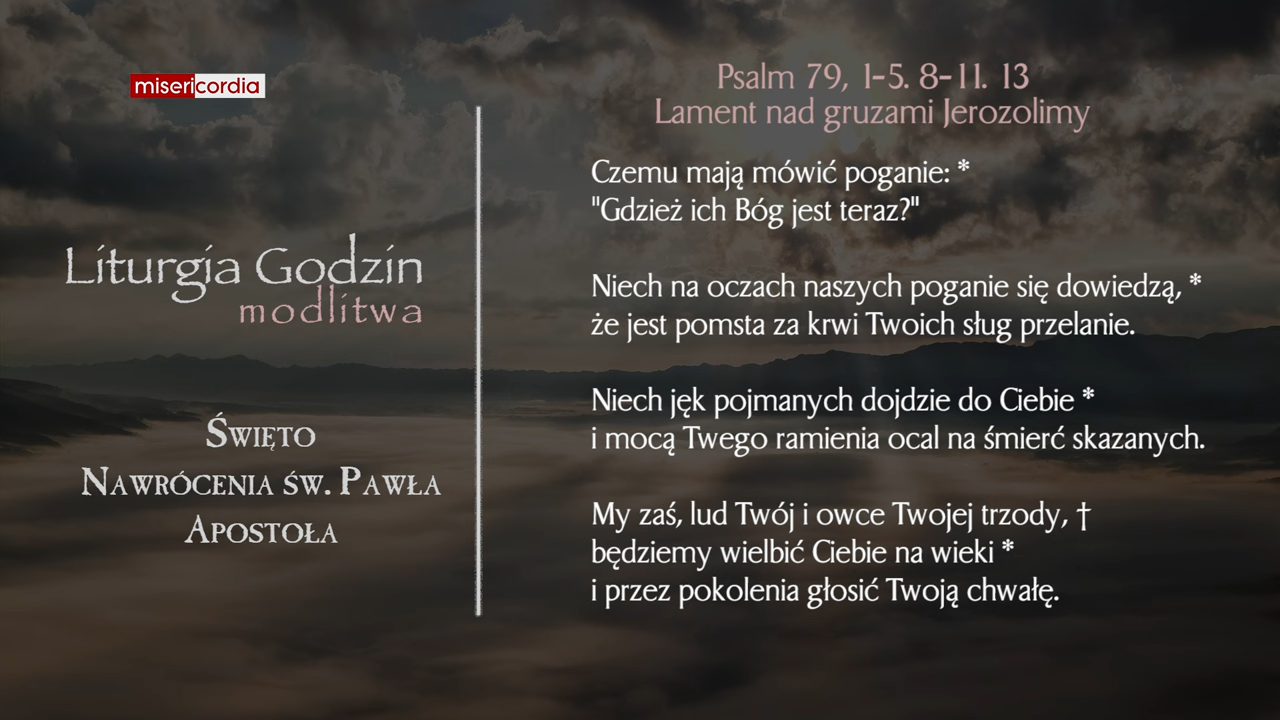 misericordia
Liturgia Godzin
modlitwa
Święto
Nawrócenia św. Pawła
Apostoła
Psalm 79, 1-5. 8-11. 13
Lament nad gruzami Jerozolimy
Czemu mają mówić poganie: *
"Gdzież ich Bóg jest teraz?"
Niech na oczach naszych poganie się dowiedzą, *
że jest pomsta za krwi Twoich sług przelanie.
Niech jęk pojmanych dojdzie do Ciebie *
i mocą Twego ramienia ocal na śmierć skazanych.
My zaś, lud Twój i owce Twojej trzody, †
będziemy wielbić Ciebie na wieki *
i przez pokolenia głosić Twoją chwałę.